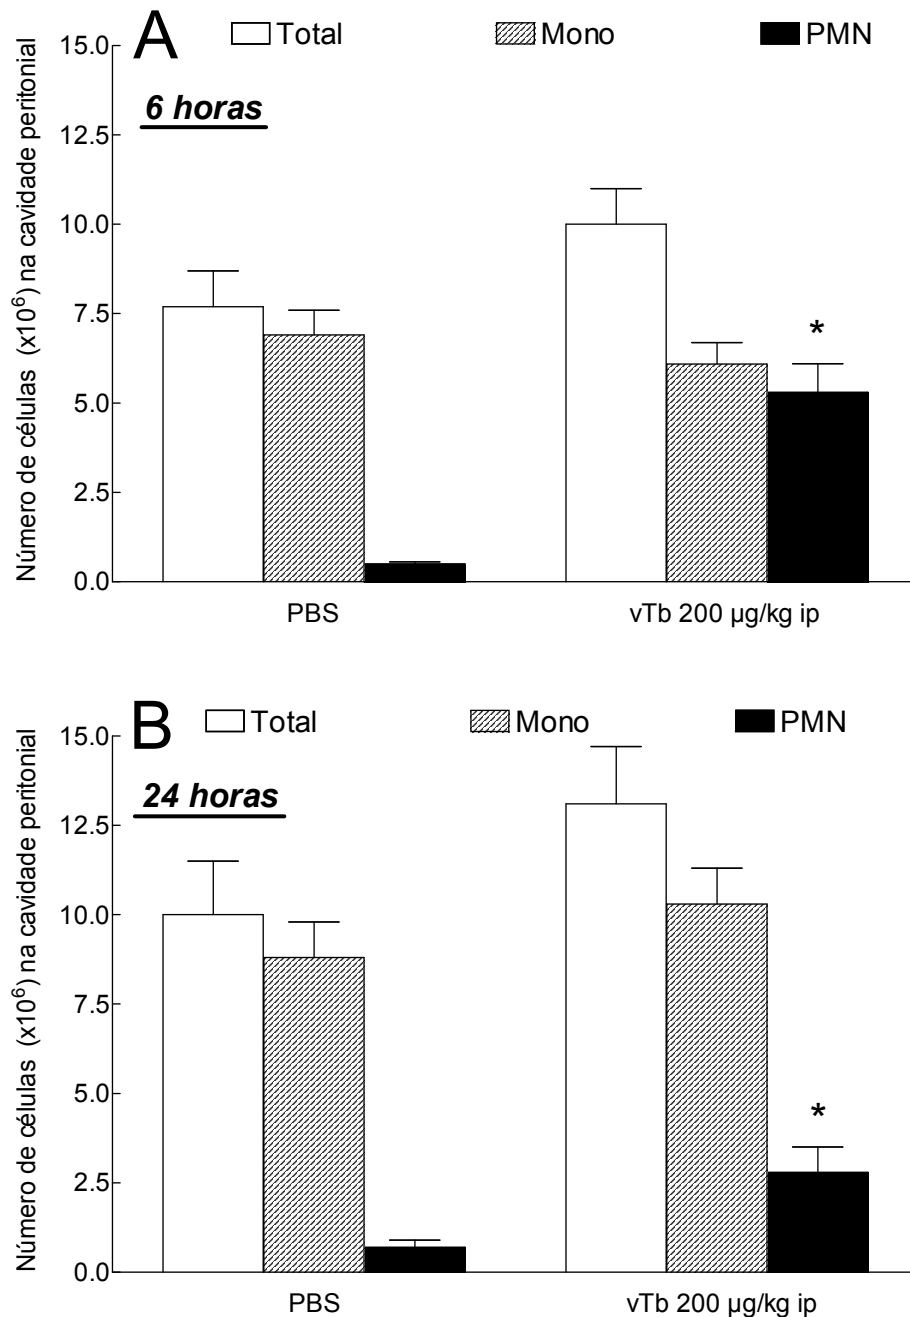 A
Total Mono PMN
6 horas
Número de células (x10⁶) na cavidade peritonial
15.0
12.5
10.0
7.5
5.0
2.5
0.0
*
PBS vTb 200 µg/kg ip
B
Total Mono PMN
24 horas
Número de células (x10⁶) na cavidade peritonial
15.0
12.5
10.0
7.5
5.0
2.5
0.0
*
PBS vTb 200 µg/kg ip